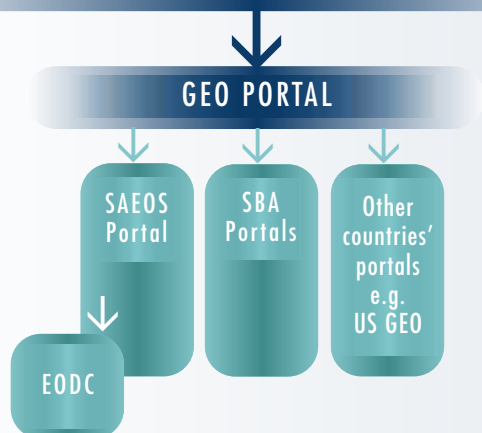 GEO PORTAL
SAEOS
Portal
SBA
Portals
Other
countries’
portals
e.g.
US GEO
EODC